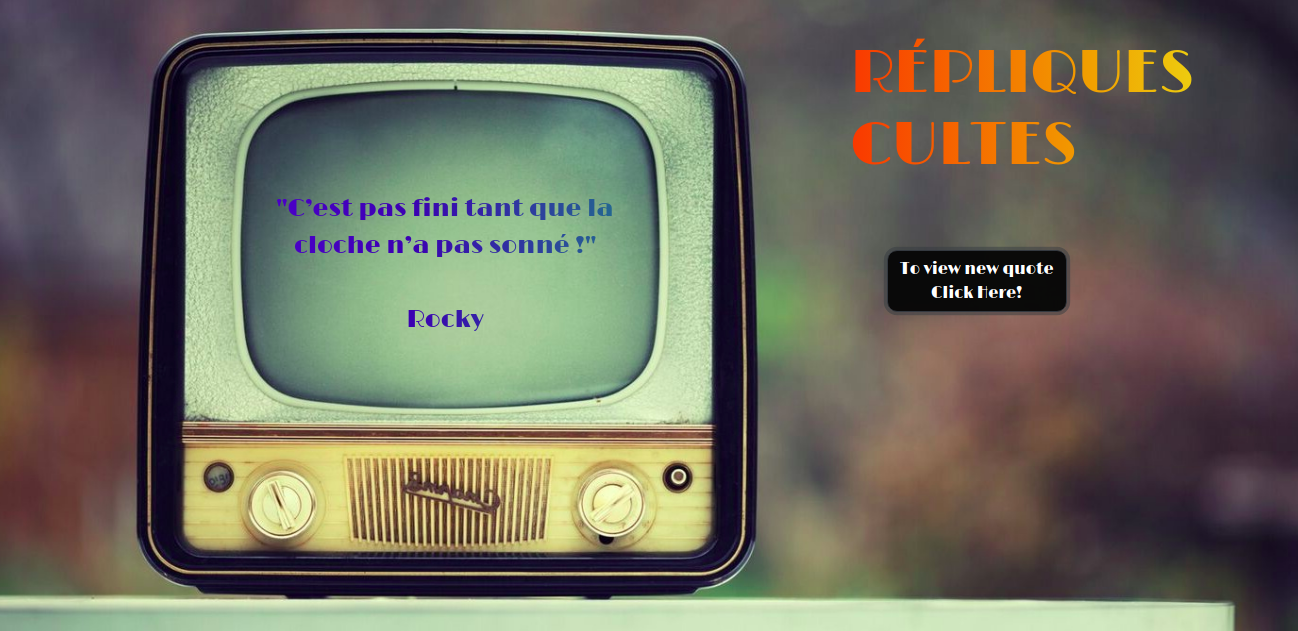 RÉPLIQUES
CULTES
"C'est pas fini tant que la
cloche n'a pas sonné !"
Rocky
To view new quote
Click Here!